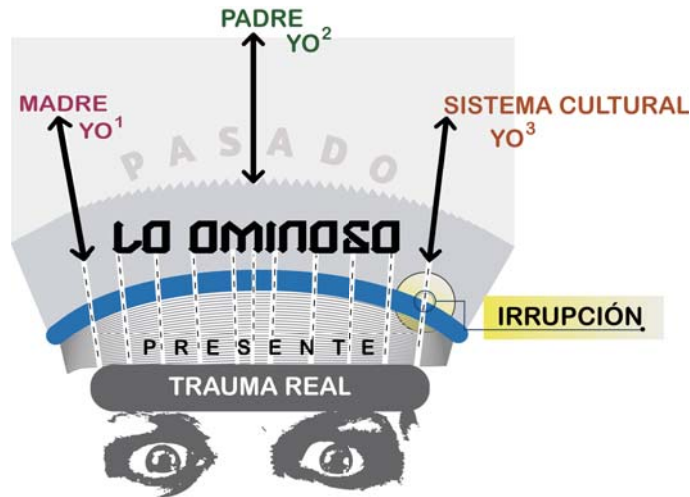 PADRE
YO²
MADRE
YO¹
SISTEMA CULTURAL
YO³
PASADO
LO OMINOSO
IRRUPCIÓN
PRESENTE
TRAUMA REAL